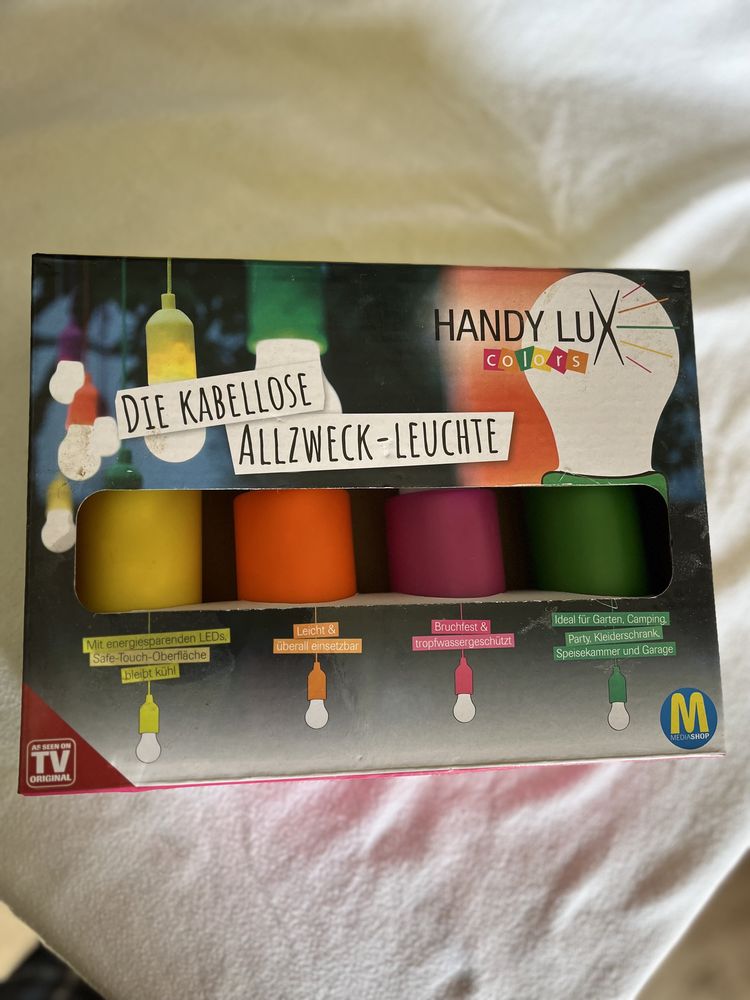 HANDY LUX
colors
DIE KABELLOSE
ALLZWECK-LEUCHTE
Mit energiesparenden LEDs,
Safe-Touch-Oberfläche
bleibt kühl
Leicht &
überall einsetzbar
Bruchfest &
tropfwassergeschützt
Ideal für Garten, Camping,
Party, Kleiderschrank,
Speisekammer und Garage
AS SEEN ON
TV
ORIGINAL
M
MEDIASHOP